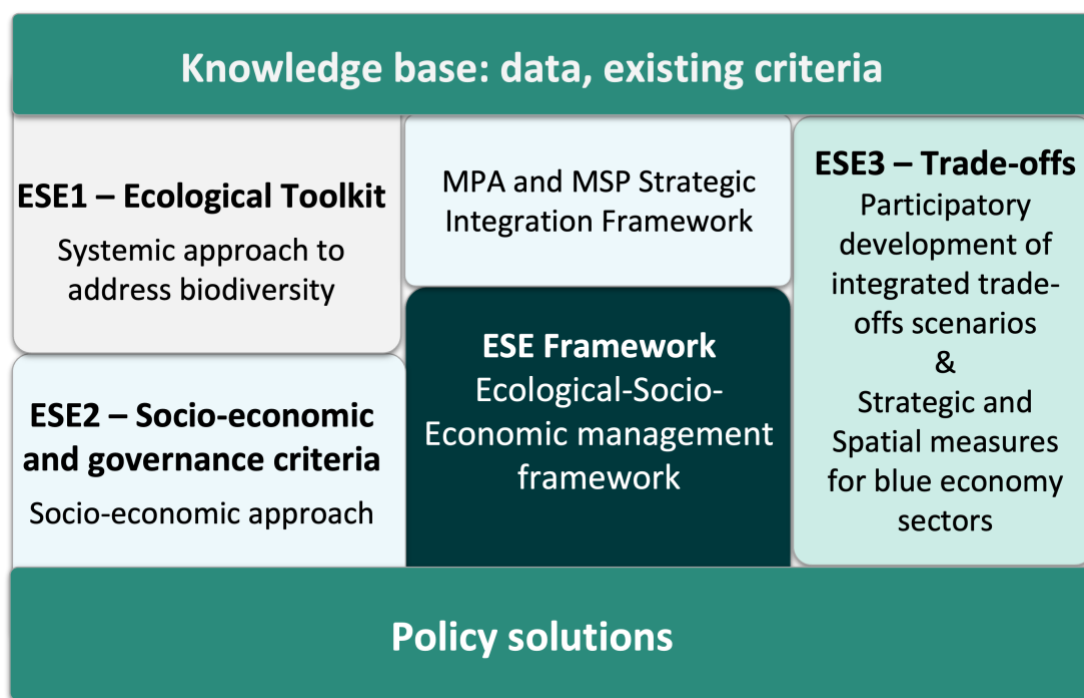 Knowledge base: data, existing criteria
ESE1 – Ecological Toolkit
Systemic approach to
address biodiversity
ESE2 – Socio-economic
and governance criteria
Socio-economic approach
MPA and MSP Strategic
Integration Framework
ESE Framework
Ecological-Socio-
Economic management
framework
ESE3 – Trade-offs
Participatory
development of
integrated trade-
offs scenarios
&
Strategic and
Spatial measures
for blue economy
sectors
Policy solutions